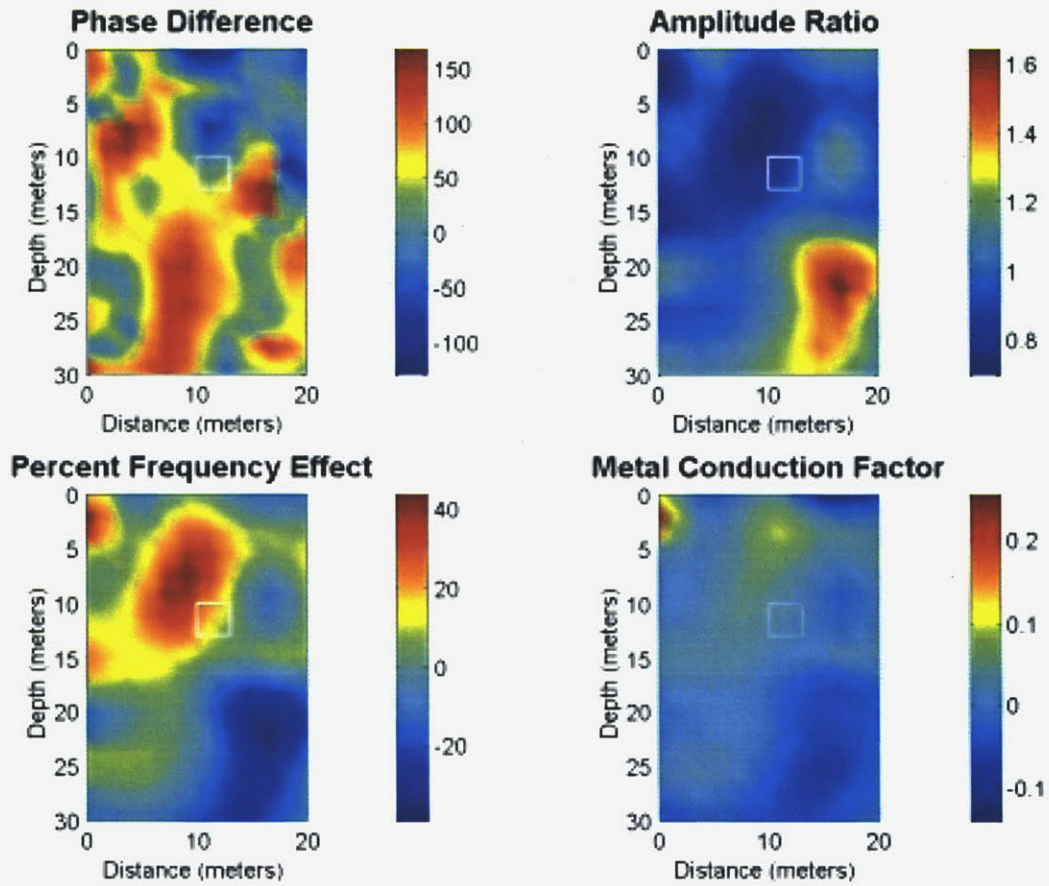 Phase Difference
0
5
10
15
20
25
30
Depth (meters)
0 10 20
Distance (meters)
150
100
50
0
-50
-100
Amplitude Ratio
0
5
10
15
20
25
30
Depth (meters)
0 10 20
Distance (meters)
1.6
1.4
1.2
1
0.8
Percent Frequency Effect
0
5
10
15
20
25
30
Depth (meters)
0 10 20
Distance (meters)
40
20
0
-20
Metal Conduction Factor
0
5
10
15
20
25
30
Depth (meters)
0 10 20
Distance (meters)
0.2
0.1
0
-0.1